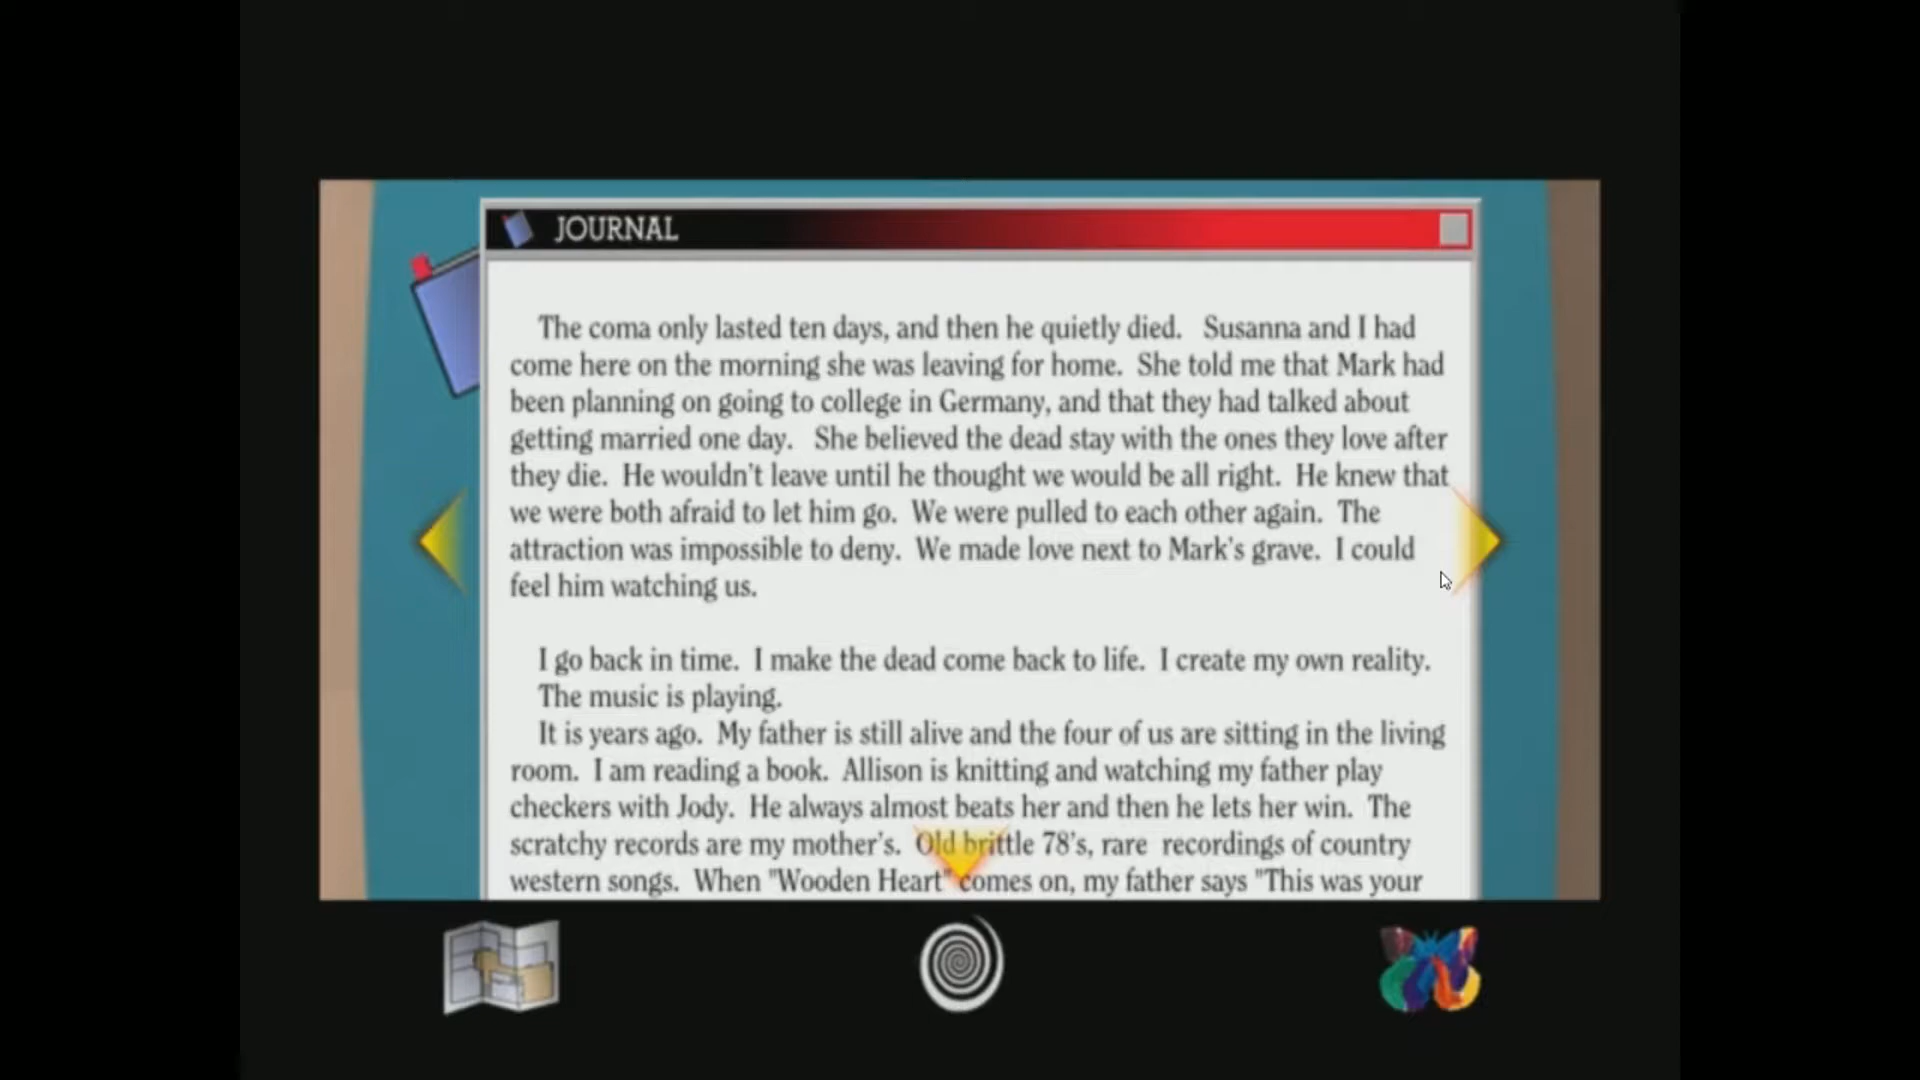 JOURNAL
The coma only lasted ten days, and then he quietly died. Susanna and I had
come here on the morning she was leaving for home. She told me that Mark had
been planning on going to college in Germany, and that they had talked about
getting married one day. She believed the dead stay with the ones they love after
they die. He wouldn't leave until he thought we would be all right. He knew that
we were both afraid to let him go. We were pulled to each other again. The
attraction was impossible to deny. We made love next to Mark's grave. I could
feel him watching us.
I go back in time. I make the dead come back to life. I create my own reality.
The music is playing.
It is years ago. My father is still alive and the four of us are sitting in the living
room. I am reading a book. Allison is knitting and watching my father play
checkers with Jody. He always almost beats her and then he lets her win. The
scratchy records are my mother's. Old brittle 78's, rare recordings of country
western songs. When "Wooden Heart" comes on, my father says "This was your